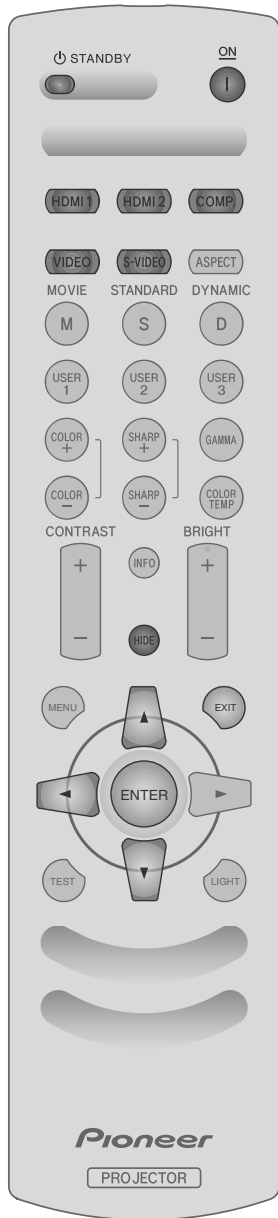 ⏻ STANDBY ON
I
HDMI 1 HDMI 2 COMP.
VIDEO S-VIDEO ASPECT
MOVIE STANDARD DYNAMIC
M S D
USER 1 USER 2 USER 3
COLOR + SHARP + GAMMA
COLOR – SHARP – COLOR TEMP
CONTRAST BRIGHT
+ INFO +
– HIDE –
MENU EXIT
ENTER
TEST LIGHT
Pioneer
PROJECTOR